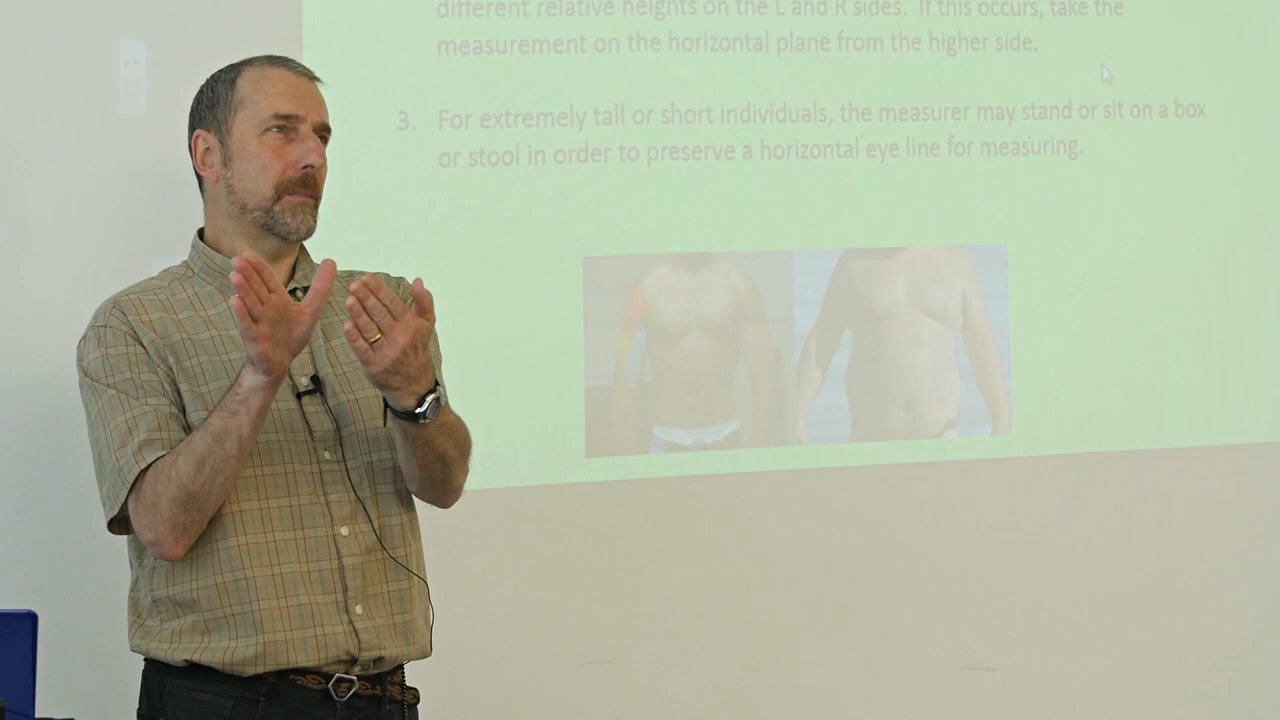 different relative heights on the L and R sides. If this occurs, take the
measurement on the horizontal plane from the higher side.
3. For extremely tall or short individuals, the measurer may stand or sit on a box
or stool in order to preserve a horizontal eye line for measuring.